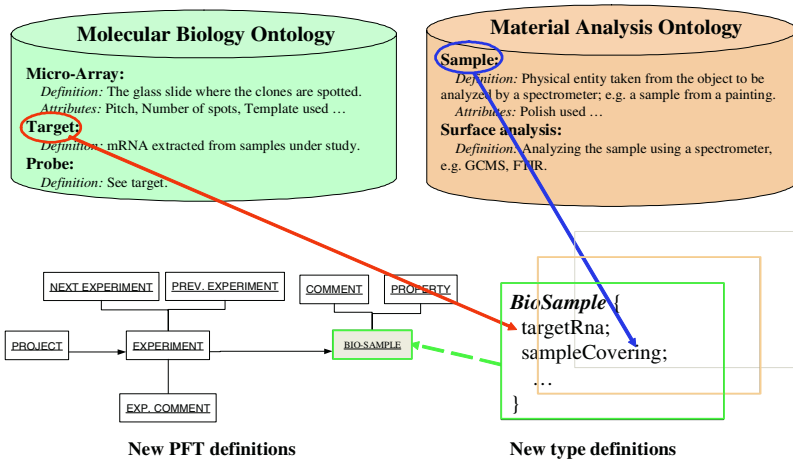 Molecular Biology Ontology
Micro-Array:
Definition: The glass slide where the clones are spotted.
Attributes: Pitch, Number of spots, Template used …
Target:
Definition: mRNA extracted from samples under study.
Probe:
Definition: See target.
Material Analysis Ontology
Sample:
Definition: Physical entity taken from the object to be
analyzed by a spectrometer; e.g. a sample from a painting.
Attributes: Polish used …
Surface analysis:
Definition: Analyzing the sample using a spectrometer,
e.g. GCMS, FTIR.
NEXT EXPERIMENT
PREV. EXPERIMENT
COMMENT
PROPERTY
PROJECT
EXPERIMENT
BIO-SAMPLE
EXP. COMMENT
BioSample {
targetRna;
sampleCovering;
…
}
New PFT definitions
New type definitions